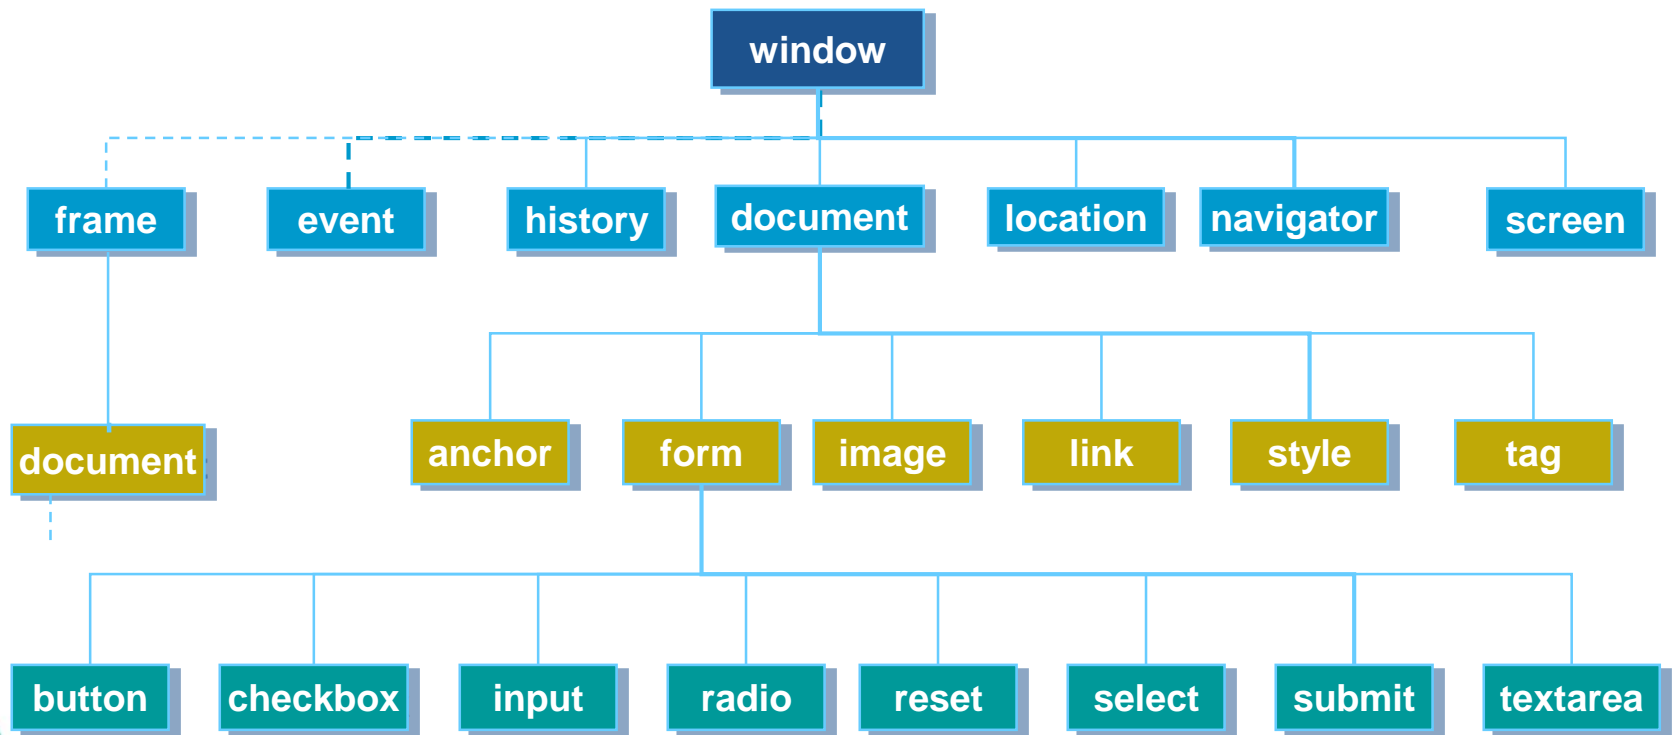 window
frame
event
history
document
location
navigator
screen
document
anchor
form
image
link
style
tag
button
checkbox
input
radio
reset
select
submit
textarea